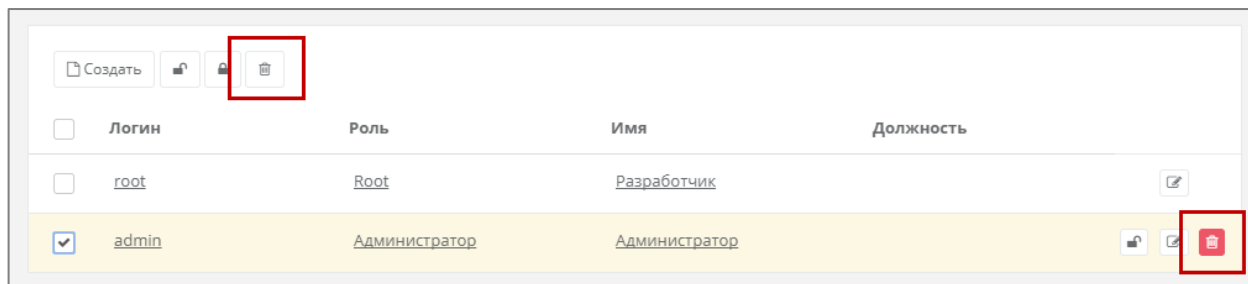 Создать
Логин Роль Имя Должность
root Root Разработчик
admin Администратор Администратор